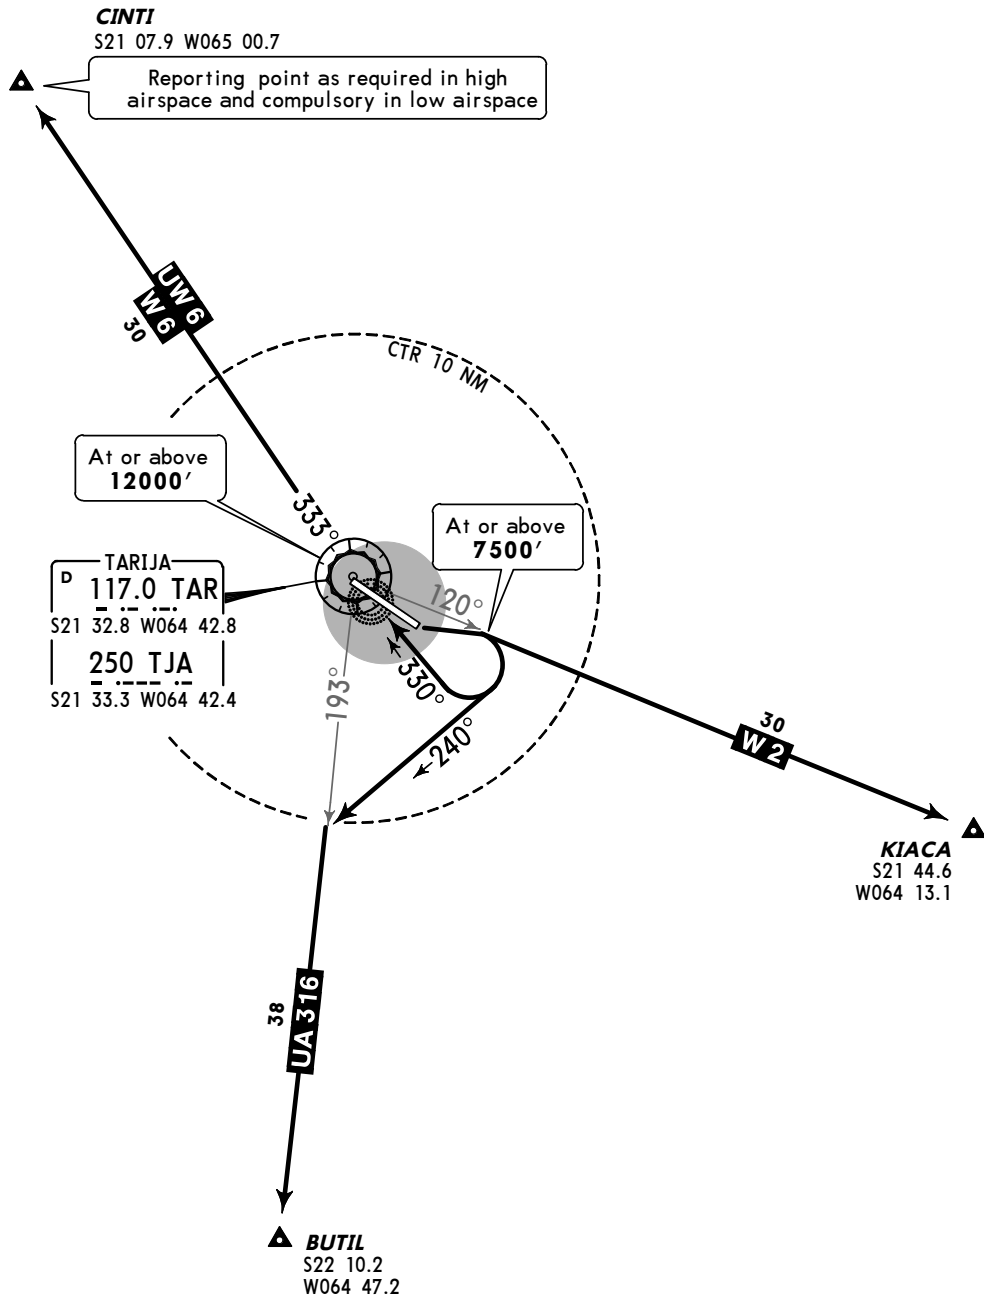 CINTI
S21 07.9 W065 00.7
Reporting point as required in high
airspace and compulsory in low airspace
UW 6
W 6
30
CTR 10 NM
At or above
12000′
333°
At or above
7500′
TARIJA
D
117.0 TAR
S21 32.8 W064 42.8
250 TJA
S21 33.3 W064 42.4
120°
330°
193°
240°
30
W 2
KIACA
S21 44.6
W064 13.1
38
UA 316
BUTIL
S22 10.2
W064 47.2